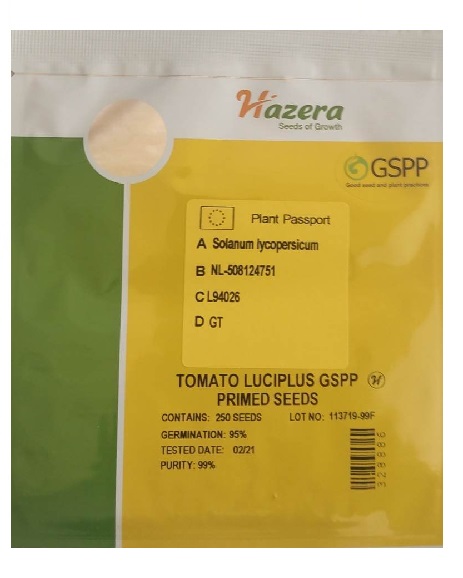 Hazera
Seeds of Growth
GSPP
Good seed and plant practices
Plant Passport
A Solanum lycopersicum
B NL-508124751
C L94026
D GT
TOMATO LUCIPLUS GSPP H
PRIMED SEEDS
CONTAINS: 250 SEEDS LOT NO: 113719-99F
GERMINATION: 95%
TESTED DATE: 02/21
PURITY: 99%